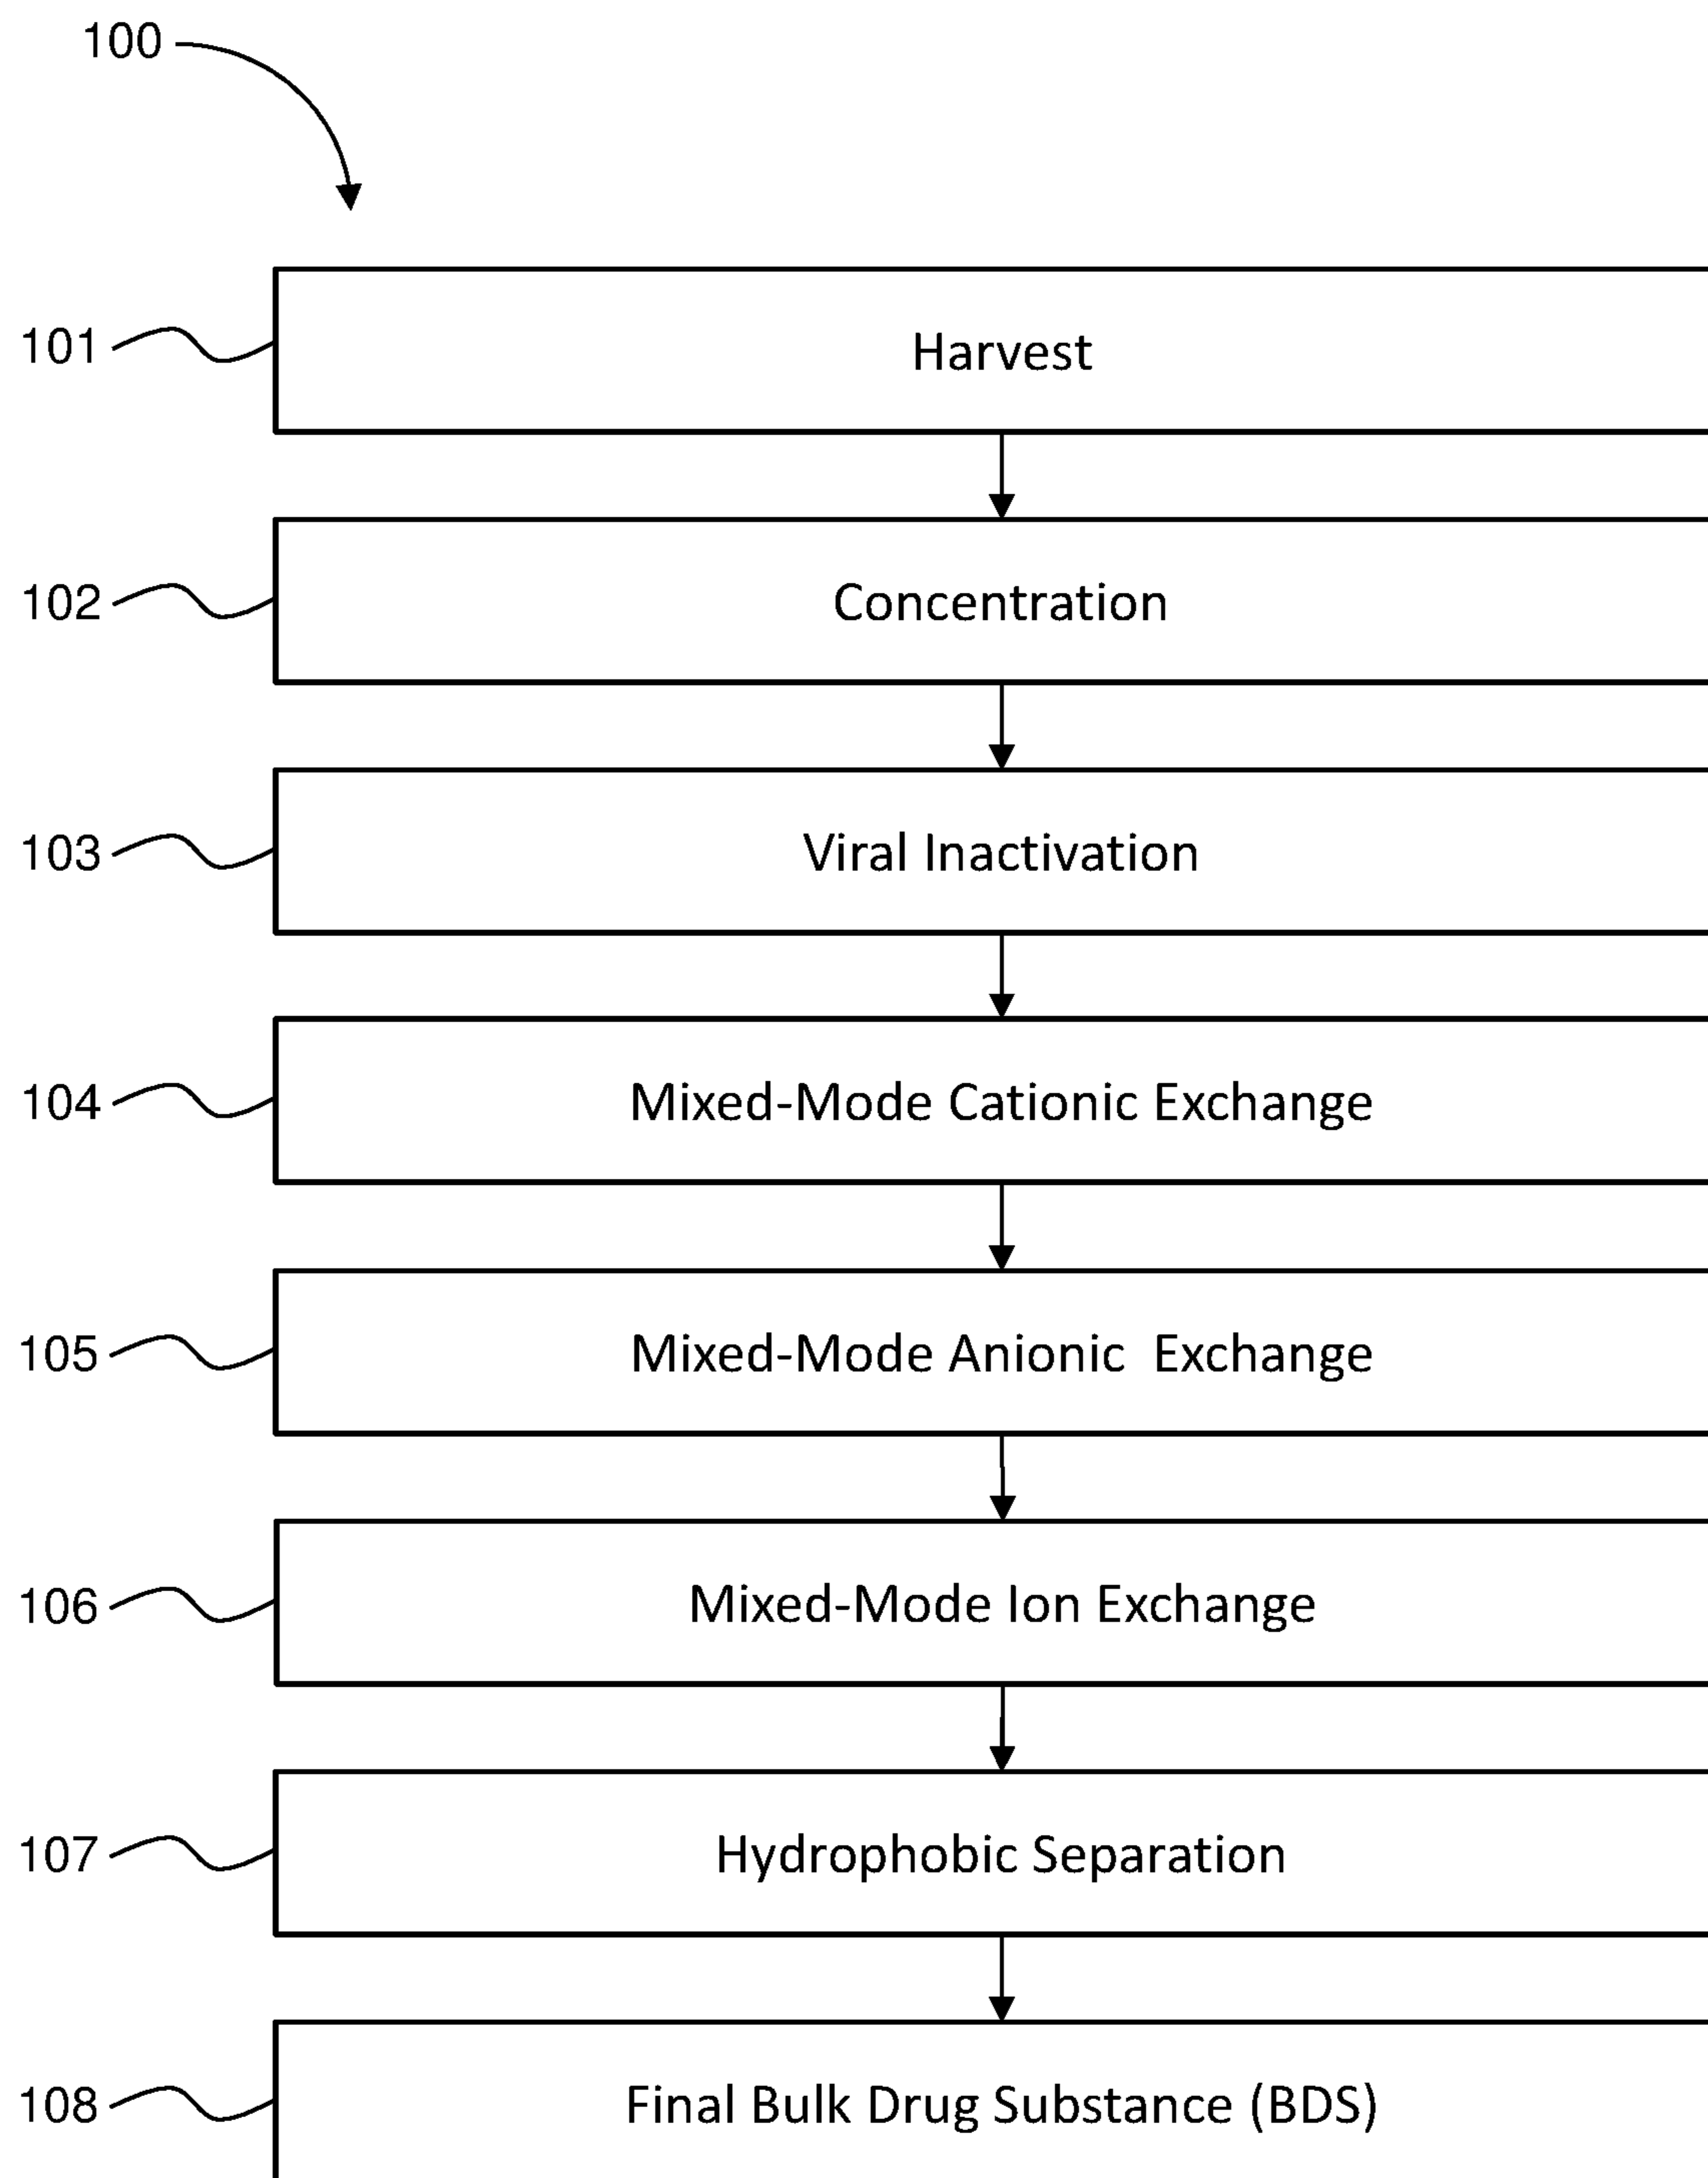 100
101 Harvest
102 Concentration
103 Viral Inactivation
104 Mixed-Mode Cationic Exchange
105 Mixed-Mode Anionic  Exchange
106 Mixed-Mode Ion Exchange
107 Hydrophobic Separation
108 Final Bulk Drug Substance (BDS)